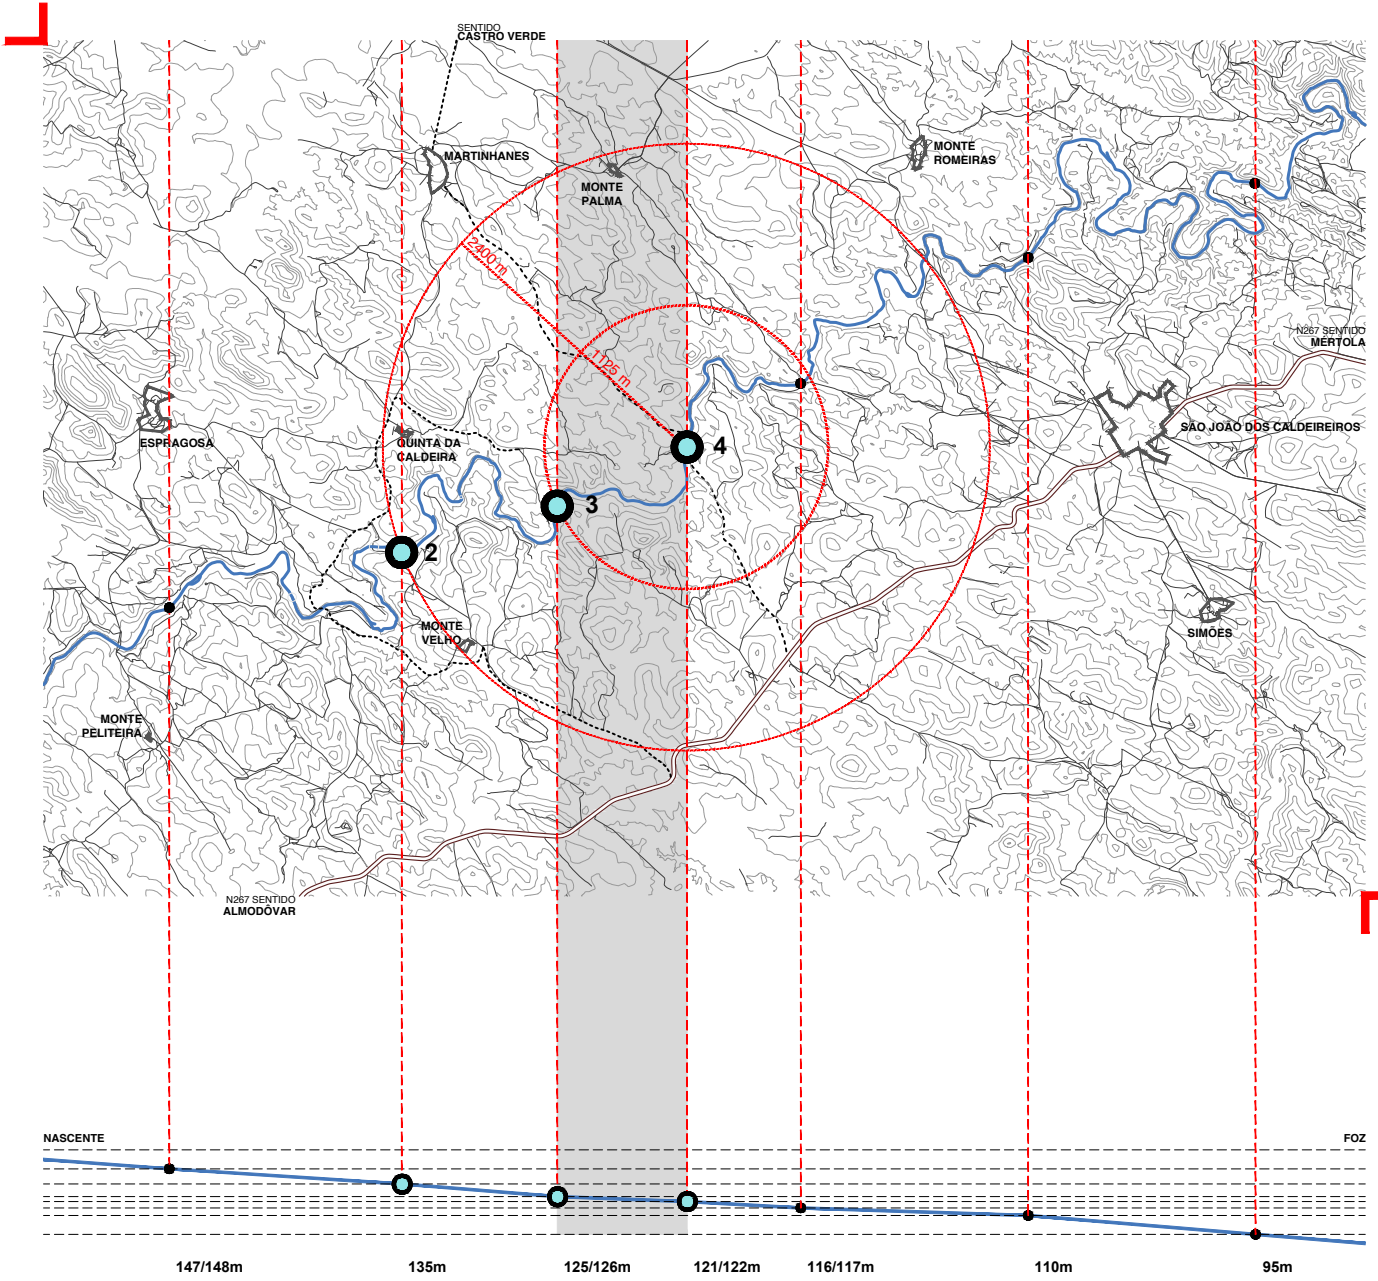 SENTIDO
CASTRO VERDE
MARTINHANES
MONTE
PALMA
MONTE
ROMEIRAS
2400 m
1125 m
N267 SENTIDO
MÉRTOLA
ESPRAGOSA
QUINTA DA
CALDEIRA
SÃO JOÃO DOS CALDEIREIROS
4
3
2
MONTE
VELHO
SIMÕES
MONTE
PELITEIRA
N267 SENTIDO
ALMODÔVAR
NASCENTE
FOZ
147/148m
135m
125/126m
121/122m
116/117m
110m
95m